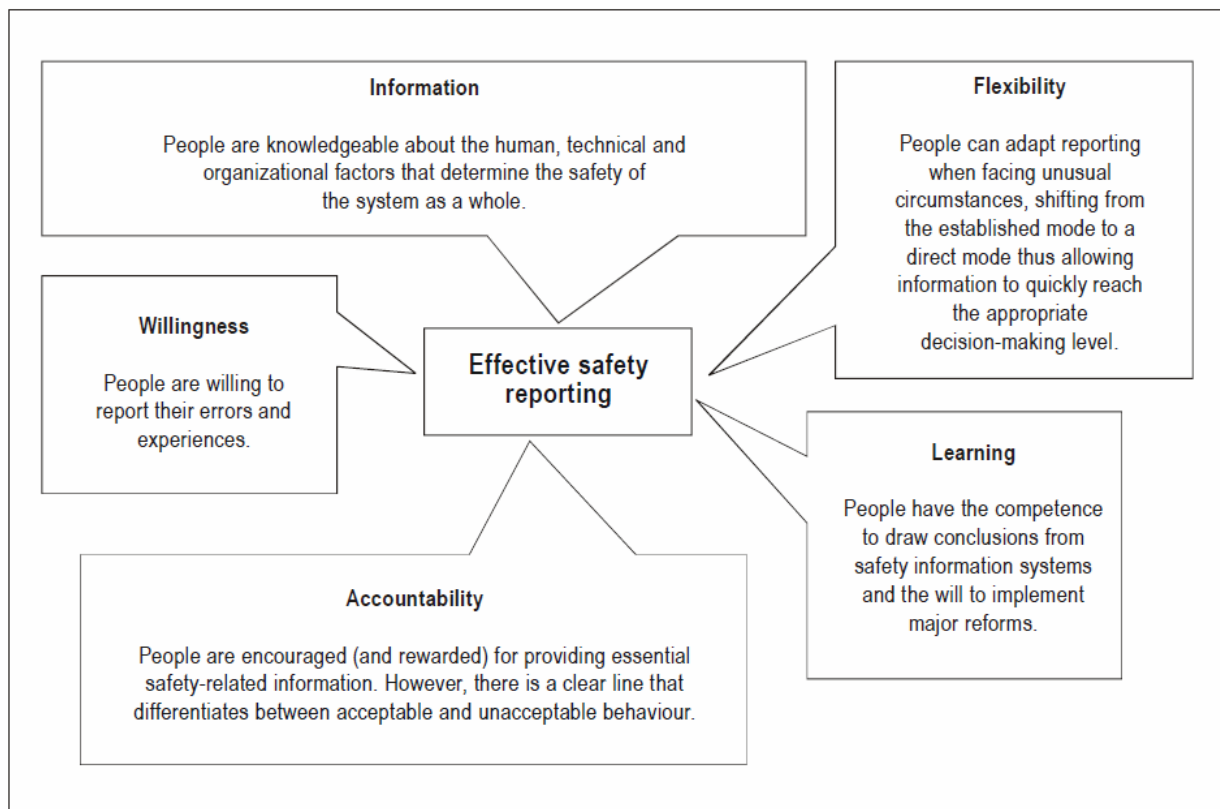 Information
People are knowledgeable about the human, technical and
organizational factors that determine the safety of
the system as a whole.
Flexibility
People can adapt reporting
when facing unusual
circumstances, shifting from
the established mode to a
direct mode thus allowing
information to quickly reach
the appropriate
decision-making level.
Willingness
People are willing to
report their errors and
experiences.
Effective safety
reporting
Learning
People have the competence
to draw conclusions from
safety information systems
and the will to implement
major reforms.
Accountability
People are encouraged (and rewarded) for providing essential
safety-related information. However, there is a clear line that
differentiates between acceptable and unacceptable behaviour.